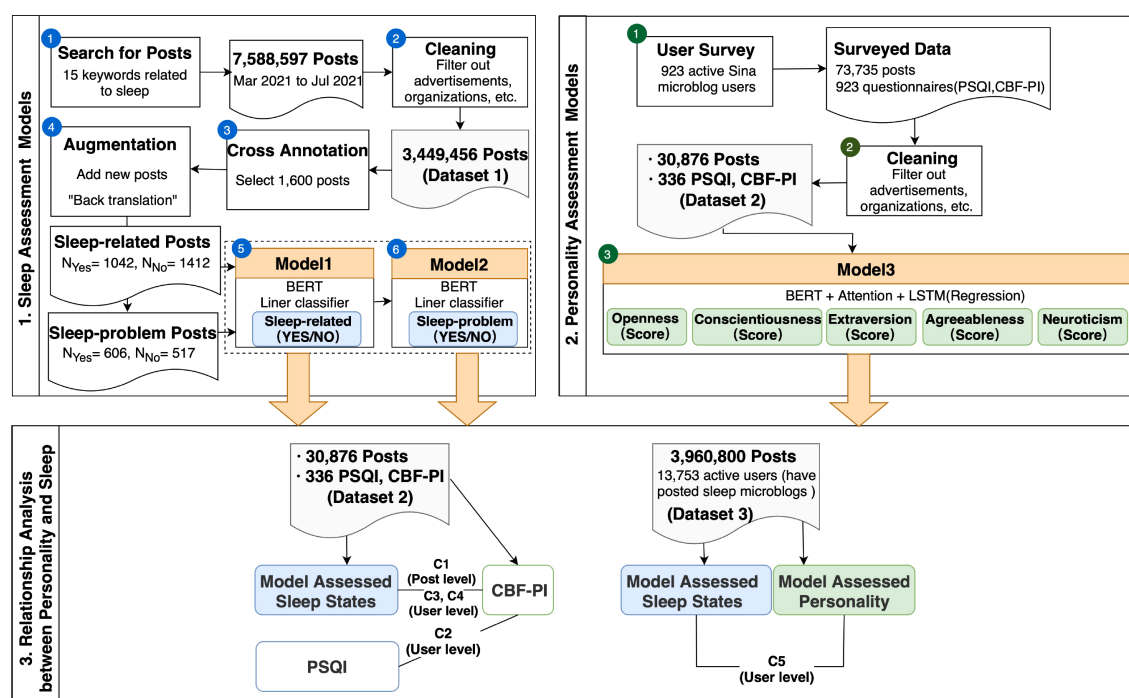 1. Sleep Assessment Models
1
Search for Posts
15 keywords related
to sleep
7,588,597 Posts
Mar 2021 to Jul 2021
2
Cleaning
Filter out
advertisements,
organizations, etc.
4
Augmentation
Add new posts
"Back translation"
3
Cross Annotation
Select 1,600 posts
3,449,456 Posts
(Dataset 1)
Sleep-related Posts
NYes= 1042, NNo= 1412
Sleep-problem Posts
NYes= 606, NNo= 517
5
Model1
BERT
Liner classifier
Sleep-related
(YES/NO)
6
Model2
BERT
Liner classifier
Sleep-problem
(YES/NO)
2. Personality Assessment Models
1
User Survey
923 active Sina
microblog users
Surveyed Data
73,735 posts
923 questionnaires(PSQI,CBF-PI)
2
Cleaning
Filter out
advertisements,
organizations, etc.
· 30,876 Posts
· 336 PSQI, CBF-PI
(Dataset 2)
3
Model3
BERT + Attention + LSTM(Regression)
Openness
(Score)
Conscientiousness
(Score)
Extraversion
(Score)
Agreeableness
(Score)
Neuroticism
(Score)
3. Relationship Analysis
between Personality and Sleep
· 30,876 Posts
· 336 PSQI, CBF-PI
(Dataset 2)
Model Assessed
Sleep States
C1
(Post level)
C3, C4
(User level)
CBF-PI
C2
(User level)
PSQI
3,960,800 Posts
13,753 active users (have
posted sleep microblogs )
(Dataset 3)
Model Assessed
Sleep States
Model Assessed
Personality
C5
(User level)